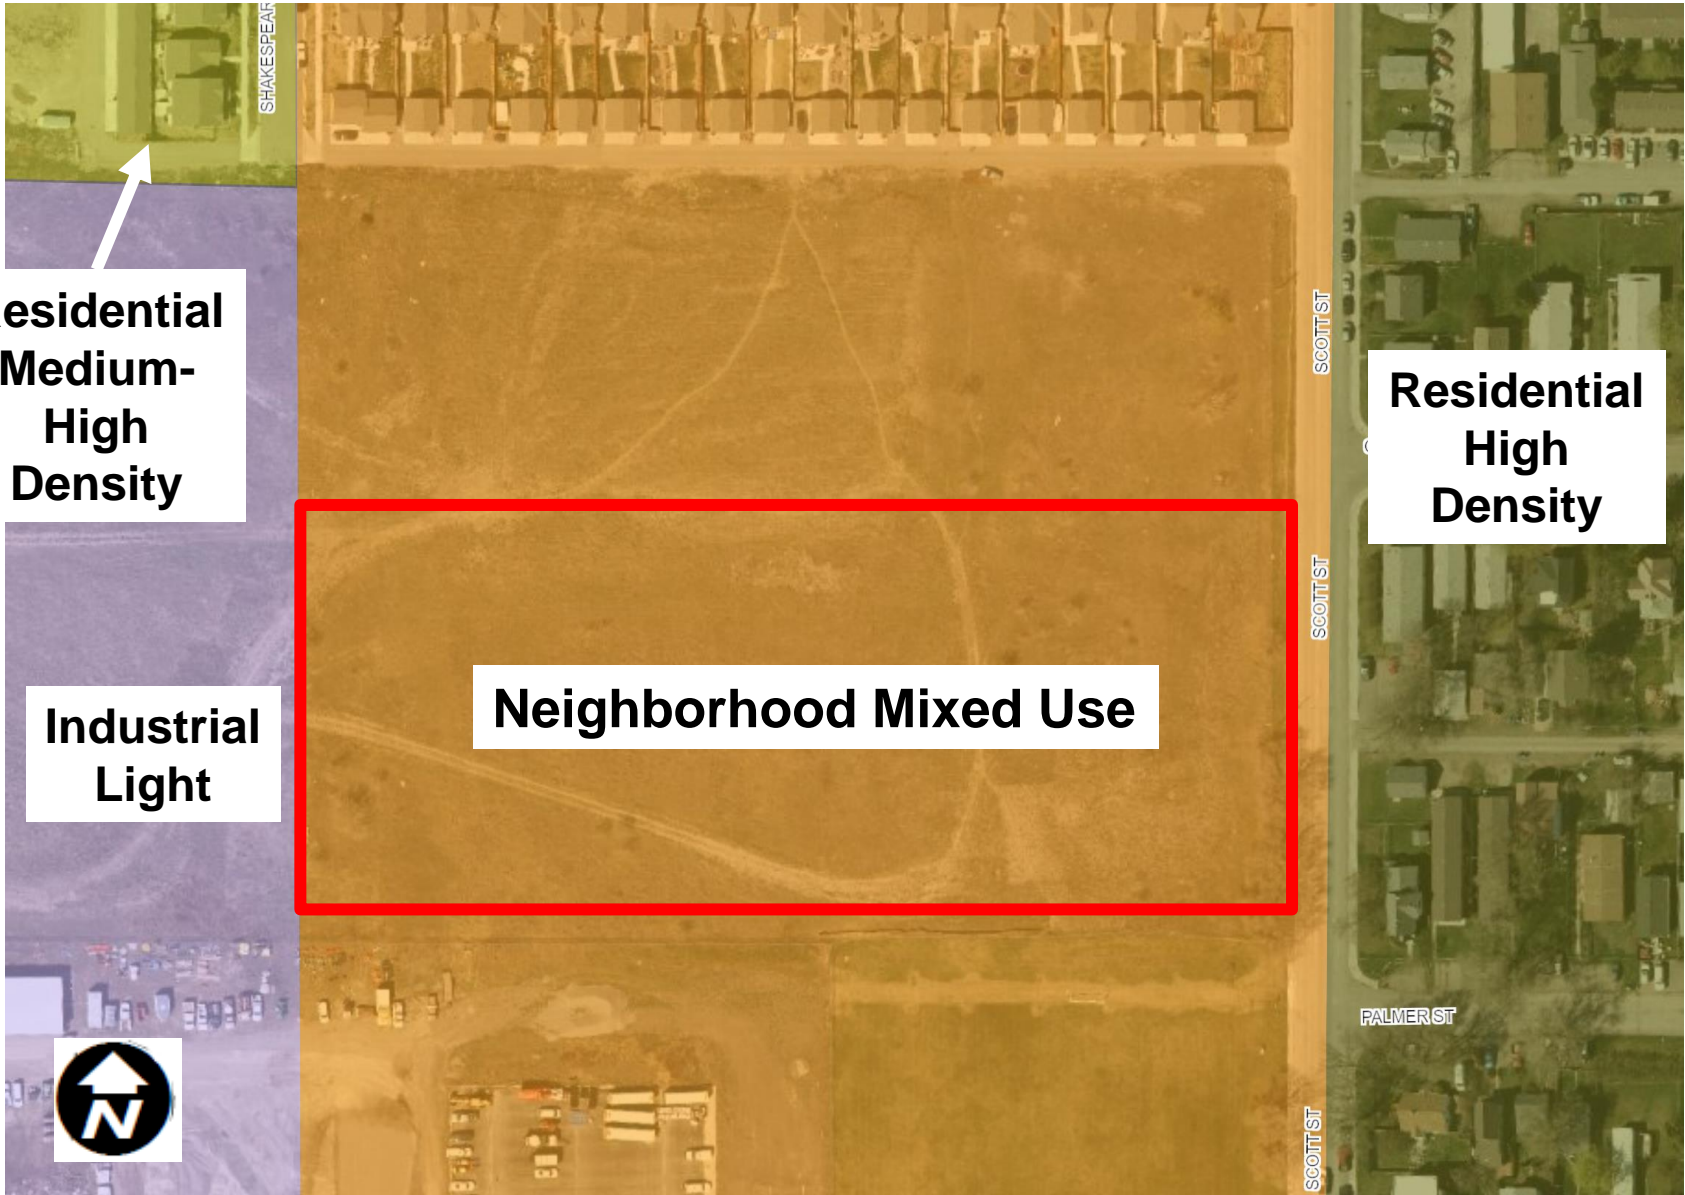 SHAKESPEAR
esidential
Medium-
High
Density
SCOTT ST
Residential
High
Density
SCOTT ST
Neighborhood Mixed Use
Industrial
Light
PALMER ST
N
SCOTT ST